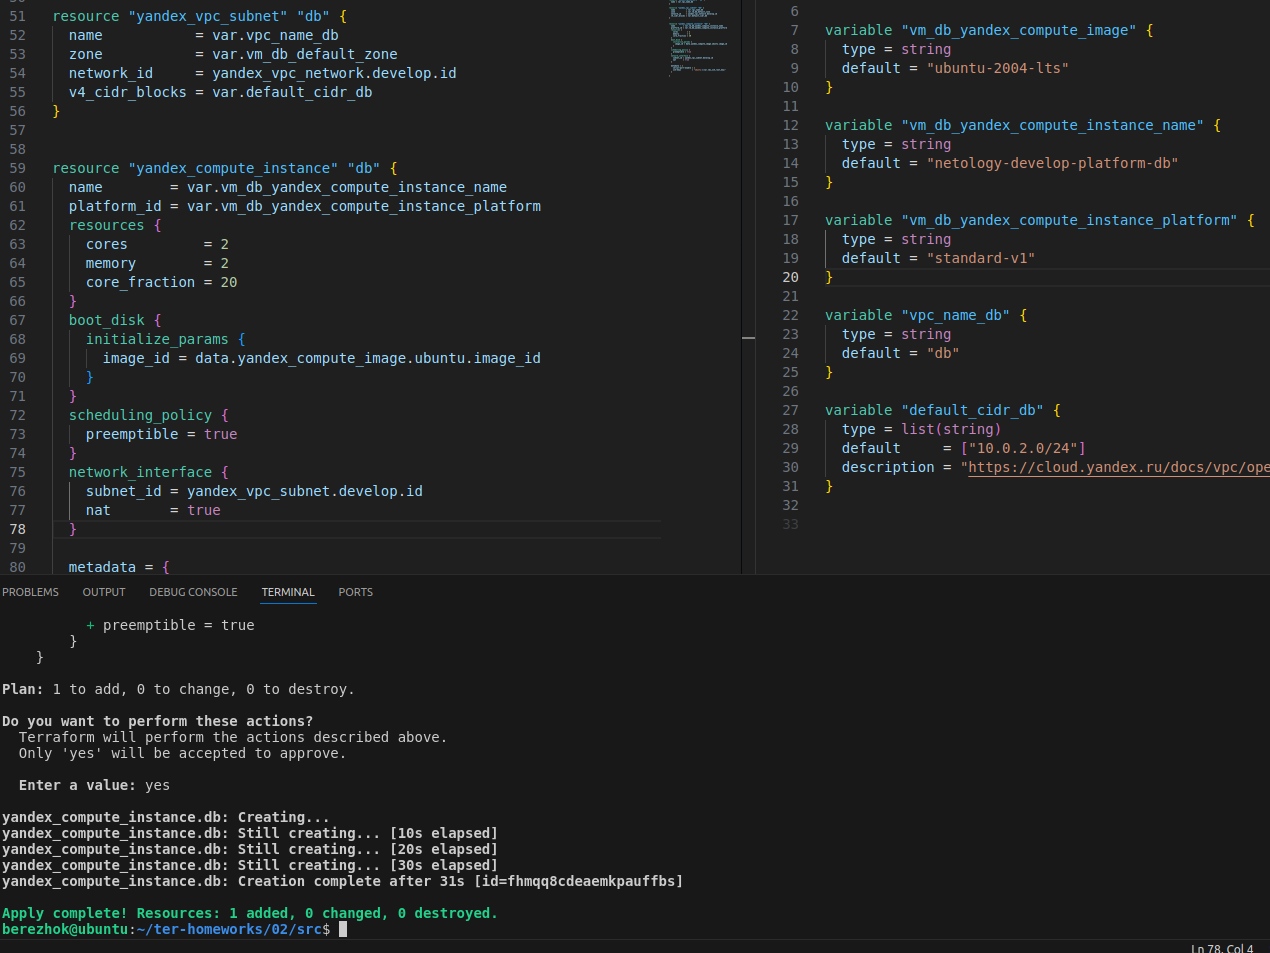 51 resource "yandex_vpc_subnet" "db" {
52 name = var.vpc_name_db
53 zone = var.vm_db_default_zone
54 network_id = yandex_vpc_network.develop.id
55 v4_cidr_blocks = var.default_cidr_db
56 }
57
58
59 resource "yandex_compute_instance" "db" {
60 name = var.vm_db_yandex_compute_instance_name
61 platform_id = var.vm_db_yandex_compute_instance_platform
62 resources {
63 cores = 2
64 memory = 2
65 core_fraction = 20
66 }
67 boot_disk {
68 initialize_params {
69 image_id = data.yandex_compute_image.ubuntu.image_id
70 }
71 }
72 scheduling_policy {
73 preemptible = true
74 }
75 network_interface {
76 subnet_id = yandex_vpc_subnet.develop.id
77 nat = true
78 }
79
80 metadata = {
6
7 variable "vm_db_yandex_compute_image" {
8 type = string
9 default = "ubuntu-2004-lts"
10 }
11
12 variable "vm_db_yandex_compute_instance_name" {
13 type = string
14 default = "netology-develop-platform-db"
15 }
16
17 variable "vm_db_yandex_compute_instance_platform" {
18 type = string
19 default = "standard-v1"
20 }
21
22 variable "vpc_name_db" {
23 type = string
24 default = "db"
25 }
26
27 variable "default_cidr_db" {
28 type = list(string)
29 default = ["10.0.2.0/24"]
30 description = "https://cloud.yandex.ru/docs/vpc/ope
31 }
32
33
PROBLEMS OUTPUT DEBUG CONSOLE TERMINAL PORTS
+ preemptible = true
}
}
Plan: 1 to add, 0 to change, 0 to destroy.
Do you want to perform these actions?
Terraform will perform the actions described above.
Only 'yes' will be accepted to approve.
Enter a value: yes
yandex_compute_instance.db: Creating...
yandex_compute_instance.db: Still creating... [10s elapsed]
yandex_compute_instance.db: Still creating... [20s elapsed]
yandex_compute_instance.db: Still creating... [30s elapsed]
yandex_compute_instance.db: Creation complete after 31s [id=fhmqq8cdeaemkpauffbs]
Apply complete! Resources: 1 added, 0 changed, 0 destroyed.
berezhok@ubuntu:~/ter-homeworks/02/src$
Ln 78, Col 4